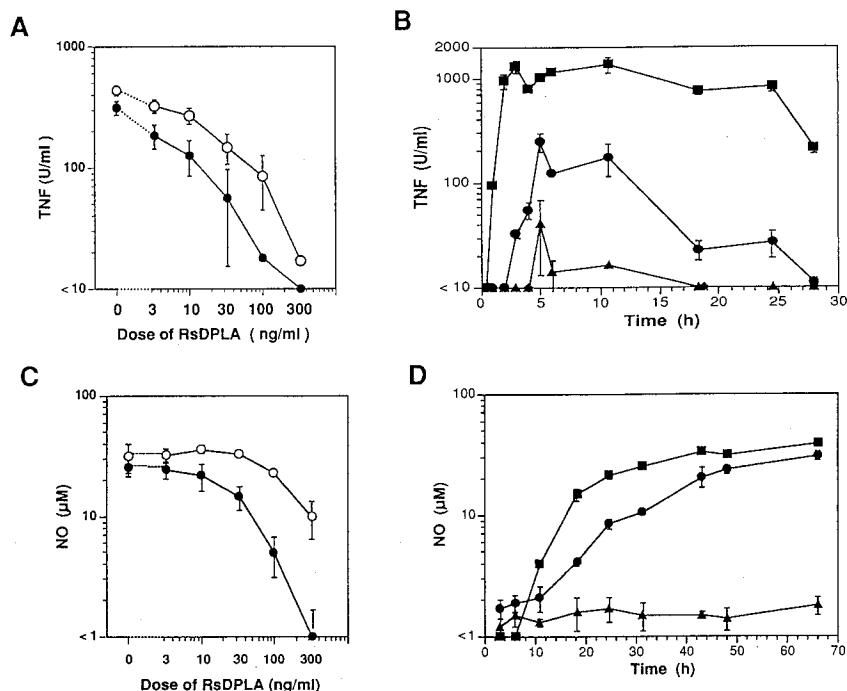 A
TNF (U/ml)
1000
100
< 10
0 3 10 30 100 300
Dose of RsDPLA ( ng/ml )
B
TNF (U/ml)
2000
1000
100
< 10
0 5 10 15 20 25 30
Time (h)
C
NO (µM)
100
10
< 1
0 3 10 30 100 300
Dose of RsDPLA (ng/ml)
D
NO (µM)
100
10
< 1
0 10 20 30 40 50 60 70
Time (h)